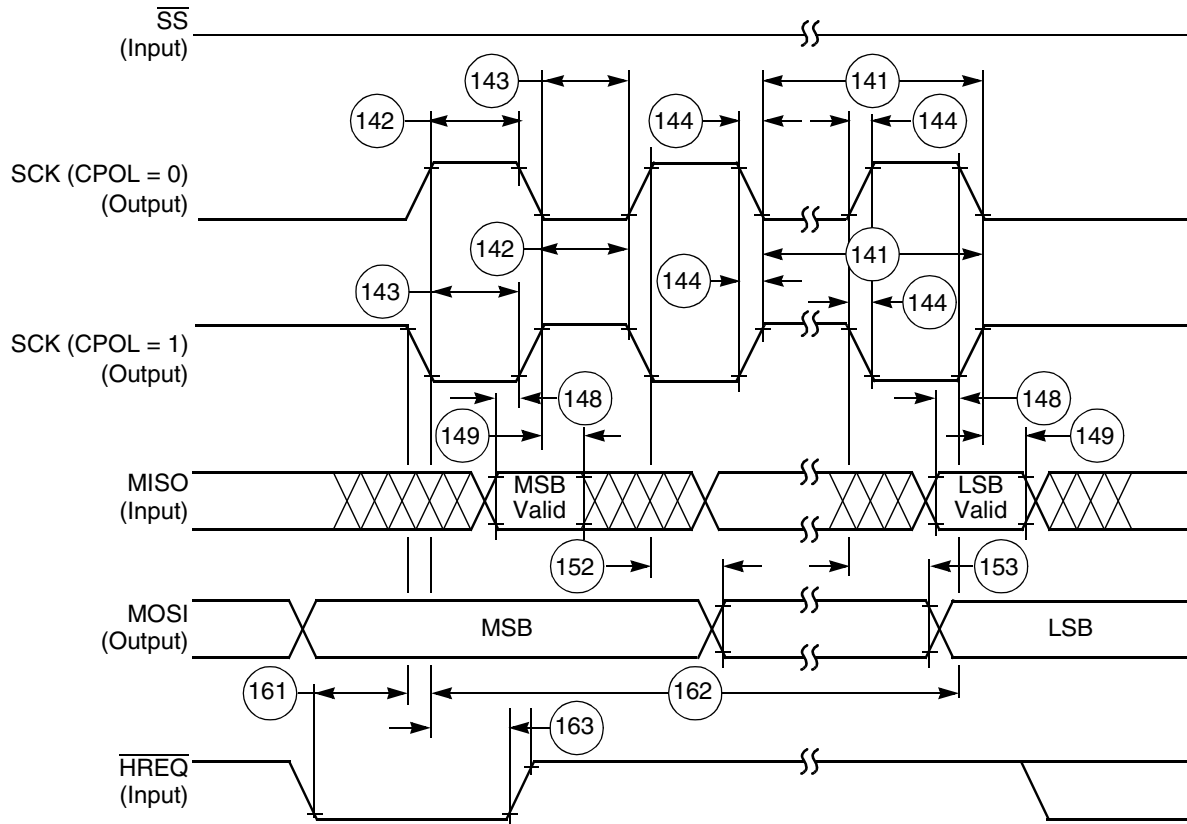 SS
(Input)
143
141
142
144
144
SCK (CPOL = 0)
(Output)
142
141
143
144
144
SCK (CPOL = 1)
(Output)
148
148
149
149
MISO
(Input)
MSB
Valid
LSB
Valid
152
153
MOSI
(Output)
MSB
LSB
161
162
163
HREQ
(Input)